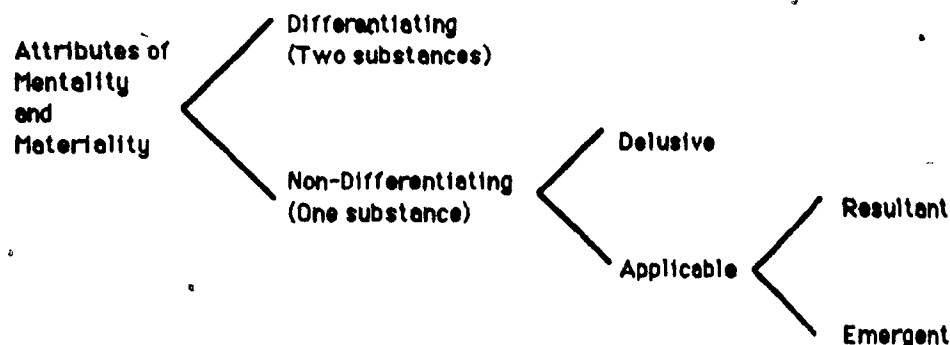 Attributes of
Mentality
and
Materiality
Differentiating
(Two substances)
Non-Differentiating
(One substance)
Delusive
Applicable
Resultant
Emergent